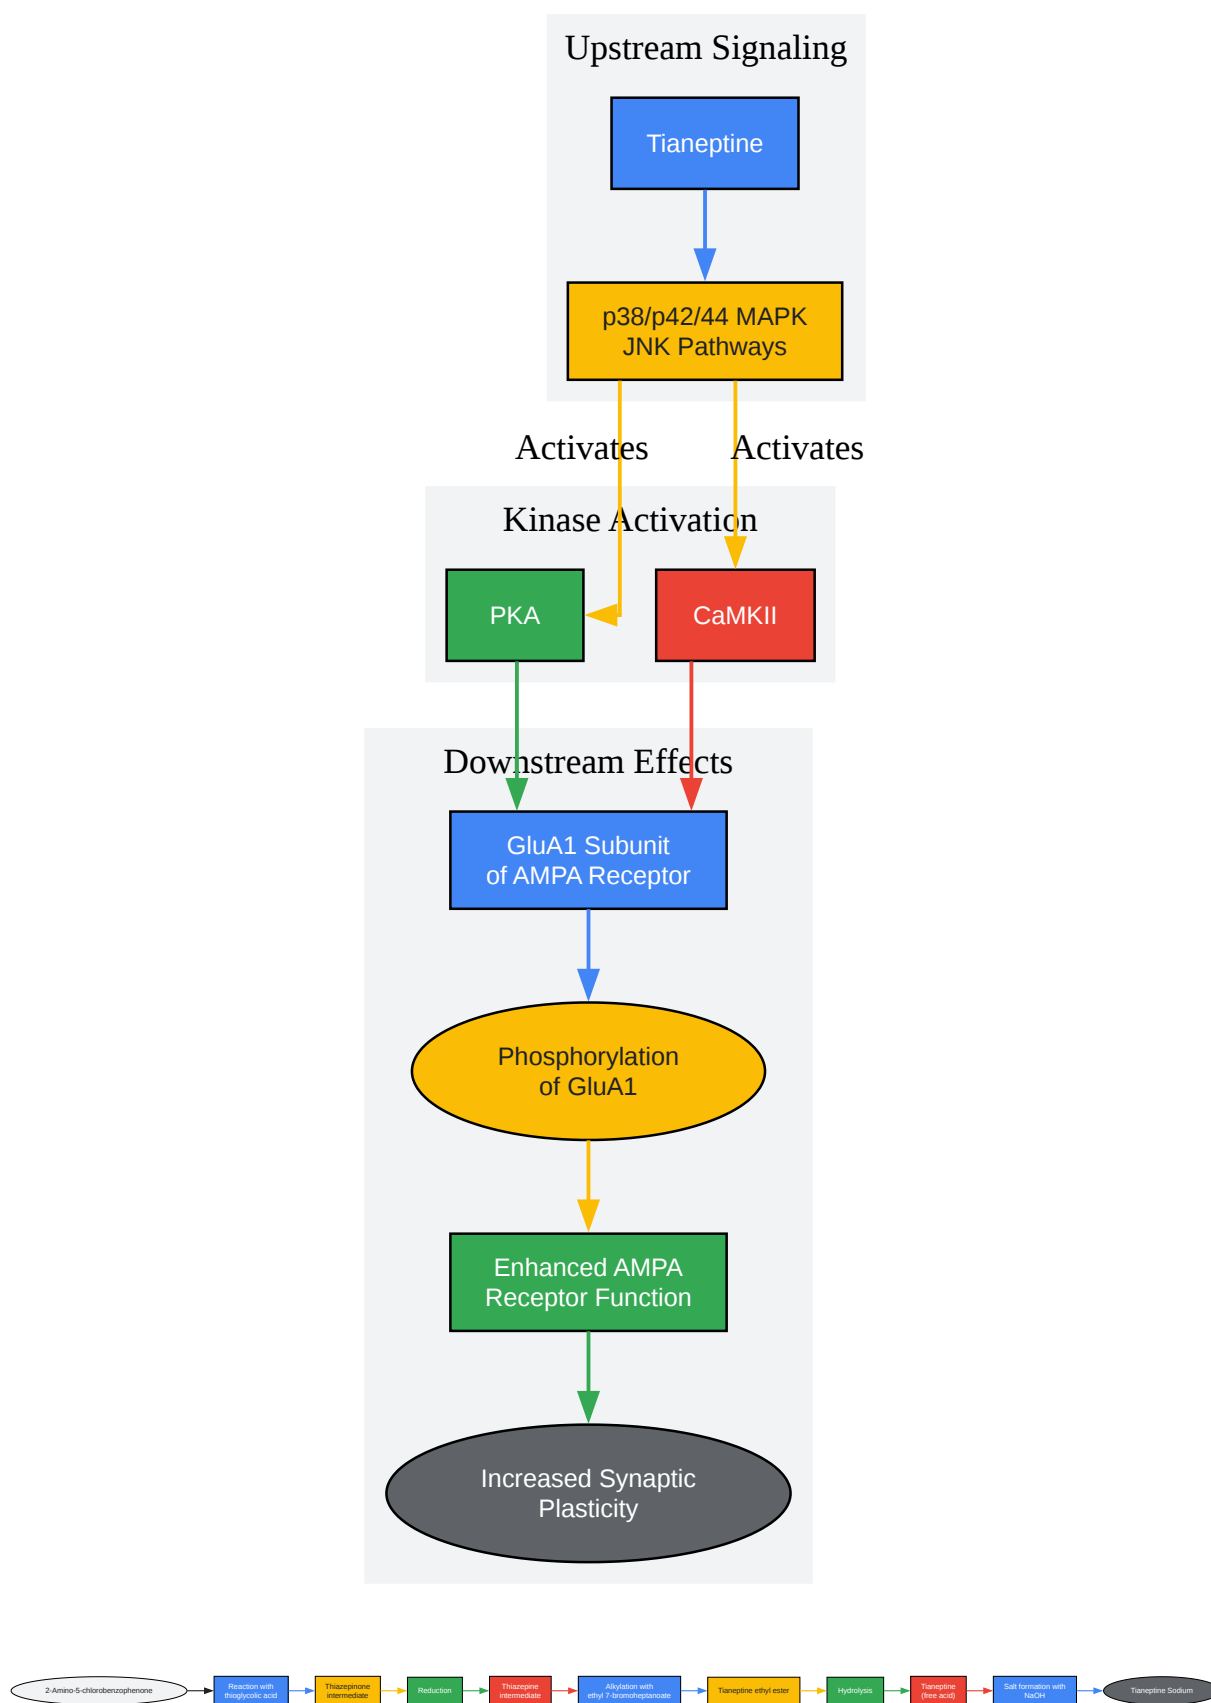 Upstream Signaling
Tianeptine
p38/p42/44 MAPK
JNK Pathways
Activates
Activates
Kinase Activation
PKA
CaMKII
Downstream Effects
GluA1 Subunit
of AMPA Receptor
Phosphorylation
of GluA1
Enhanced AMPA
Receptor Function
Increased Synaptic
Plasticity
2-Amino-5-chlorobenzophenone
Reaction with
thioglycolic acid
Thiazepinone
intermediate
Reduction
Thiazepine
intermediate
Alkylation with
ethyl 7-bromoheptanoate
Tianeptine ethyl ester
Hydrolysis
Tianeptine
(free acid)
Salt formation with
NaOH
Tianeptine Sodium